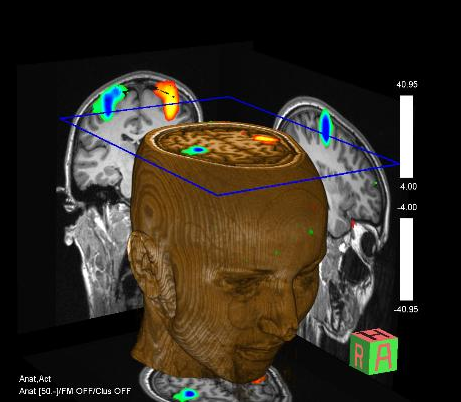 40.95
4.00
-4.00
-40.95
H
R A
Anat,Act
Anat [50.-]/FM OFF/Clus OFF